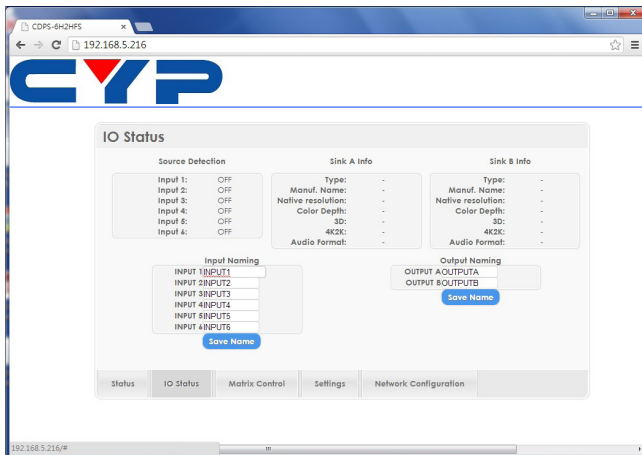 CDPS-6H2HFS
192.168.5.216
CYP
IO Status
Source Detection
Input 1: OFF
Input 2: OFF
Input 3: OFF
Input 4: OFF
Input 5: OFF
Input 6: OFF
Sink A Info
Type: -
Manuf. Name: -
Native resolution: -
Color Depth: -
3D: -
4K2K: -
Audio Format: -
Sink B Info
Type: -
Manuf. Name: -
Native resolution: -
Color Depth: -
3D: -
4K2K: -
Audio Format: -
Input Naming
INPUT 1 INPUT1
INPUT 2 INPUT2
INPUT 3 INPUT3
INPUT 4 INPUT4
INPUT 5 INPUT5
INPUT 6 INPUT6
Save Name
Output Naming
OUTPUT A OUTPUTA
OUTPUT B OUTPUTB
Save Name
Status IO Status Matrix Control Settings Network Configuration
192.168.5.216/#